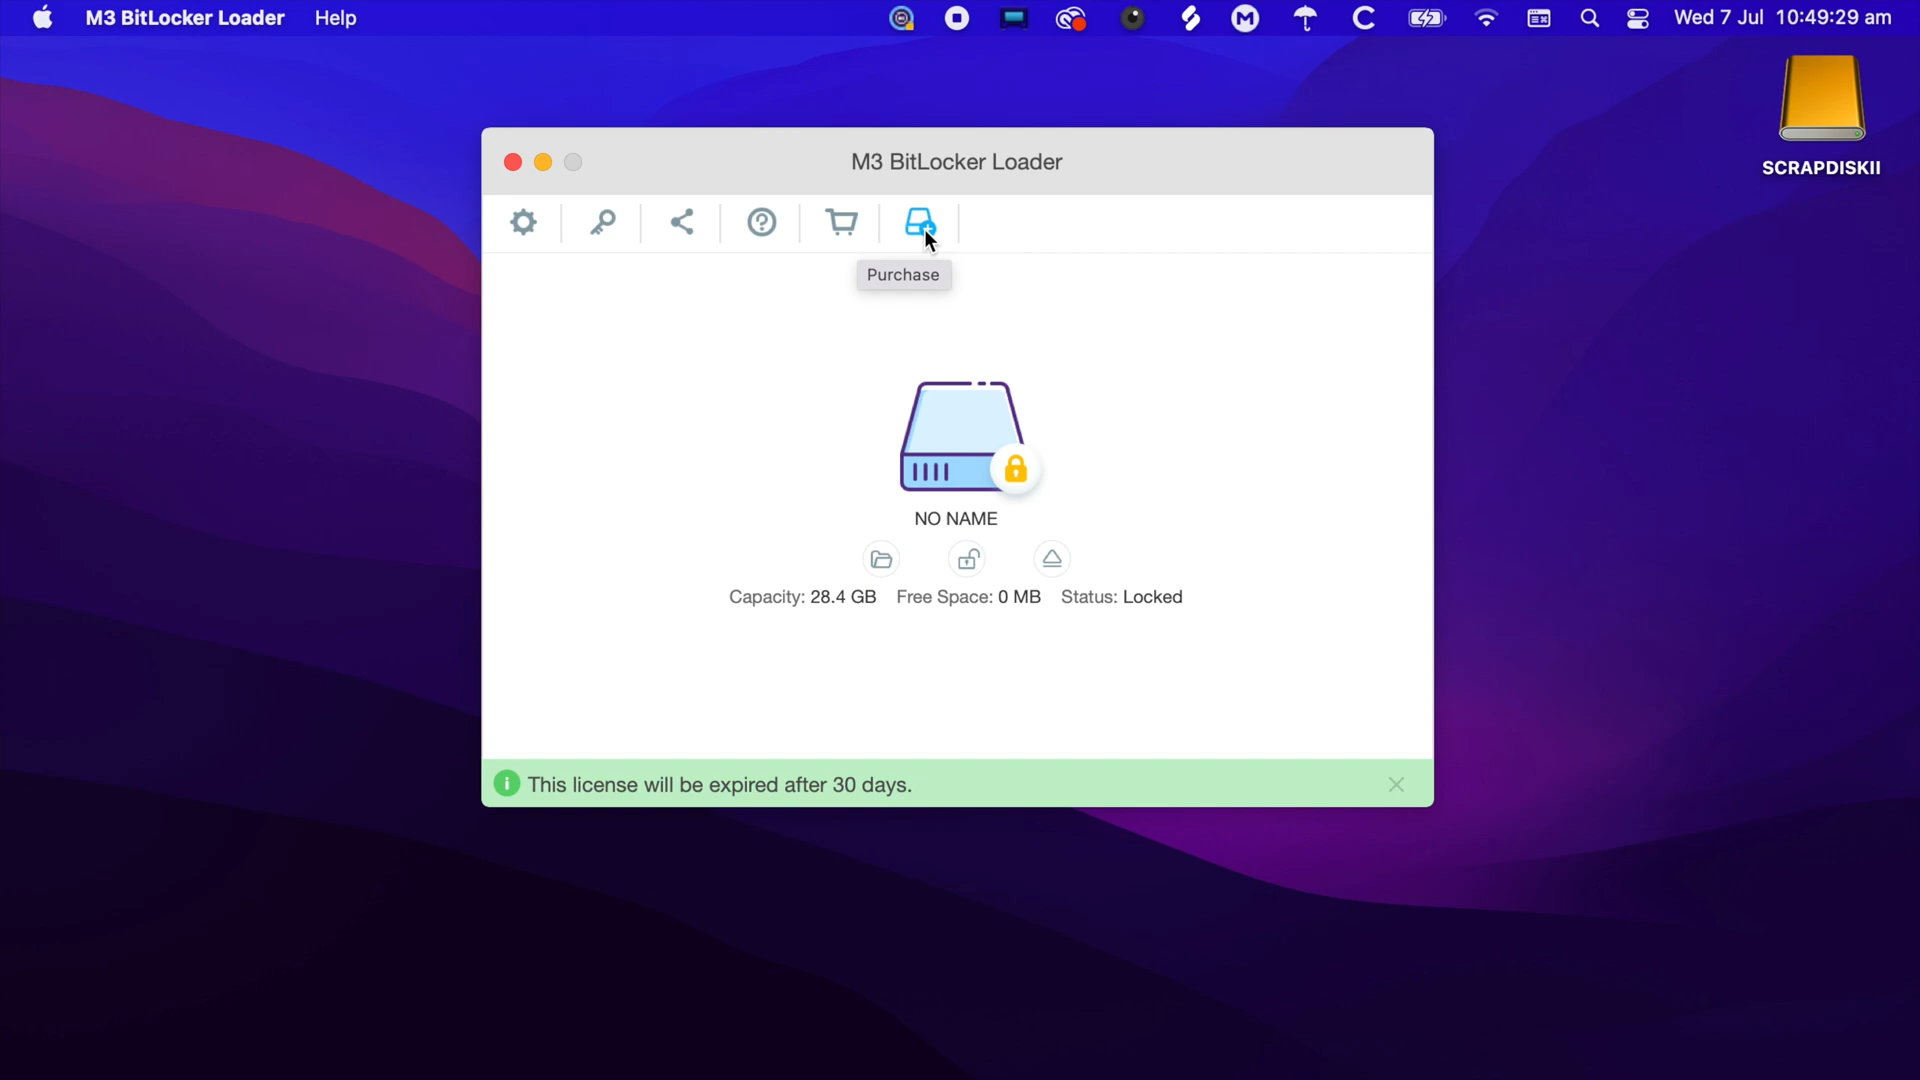 M3 BitLocker Loader Help Wed 7 Jul 10:49:29 am
SCRAPDISKII
M3 BitLocker Loader
Purchase
NO NAME
Capacity: 28.4 GB Free Space: 0 MB Status: Locked
This license will be expired after 30 days.